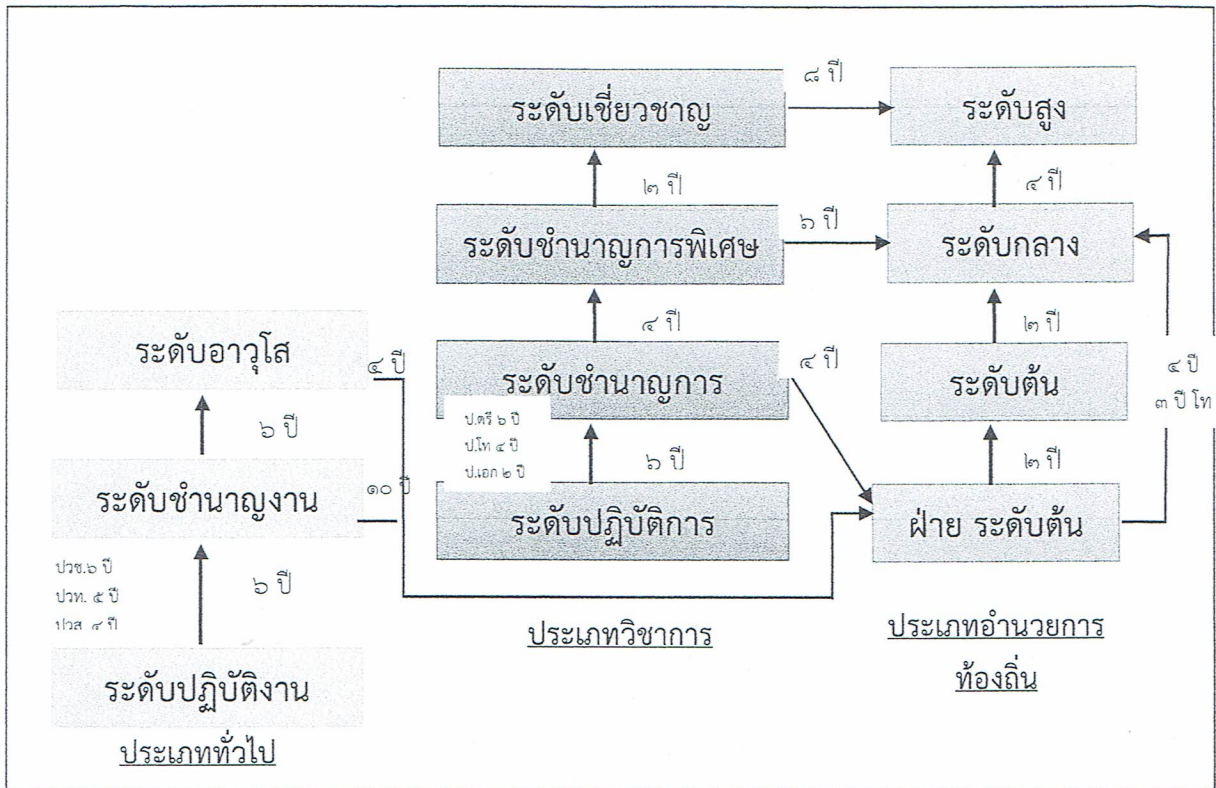 ระดับเชี่ยวชาญ
๘ ปี
ระดับสูง
๒ ปี
๔ ปี
ระดับชำนาญการพิเศษ
๖ ปี
ระดับกลาง
๔ ปี
๒ ปี
ระดับอาวุโส
๔ ปี
ระดับชำนาญการ
๔ ปี
ระดับต้น
๔ ปี
๓ ปี โท
๖ ปี
ป.ตรี ๖ ปี
ป.โท ๔ ปี
ป.เอก ๒ ปี
๖ ปี
๒ ปี
ระดับชำนาญงาน
๑๐ ปี
ระดับปฏิบัติการ
ฝ่าย ระดับต้น
ปวช.๖ ปี
ปวท. ๕ ปี
ปวส ๔ ปี
๖ ปี
ประเภทวิชาการ
ประเภทอำนวยการ
ท้องถิ่น
ระดับปฏิบัติงาน
ประเภททั่วไป